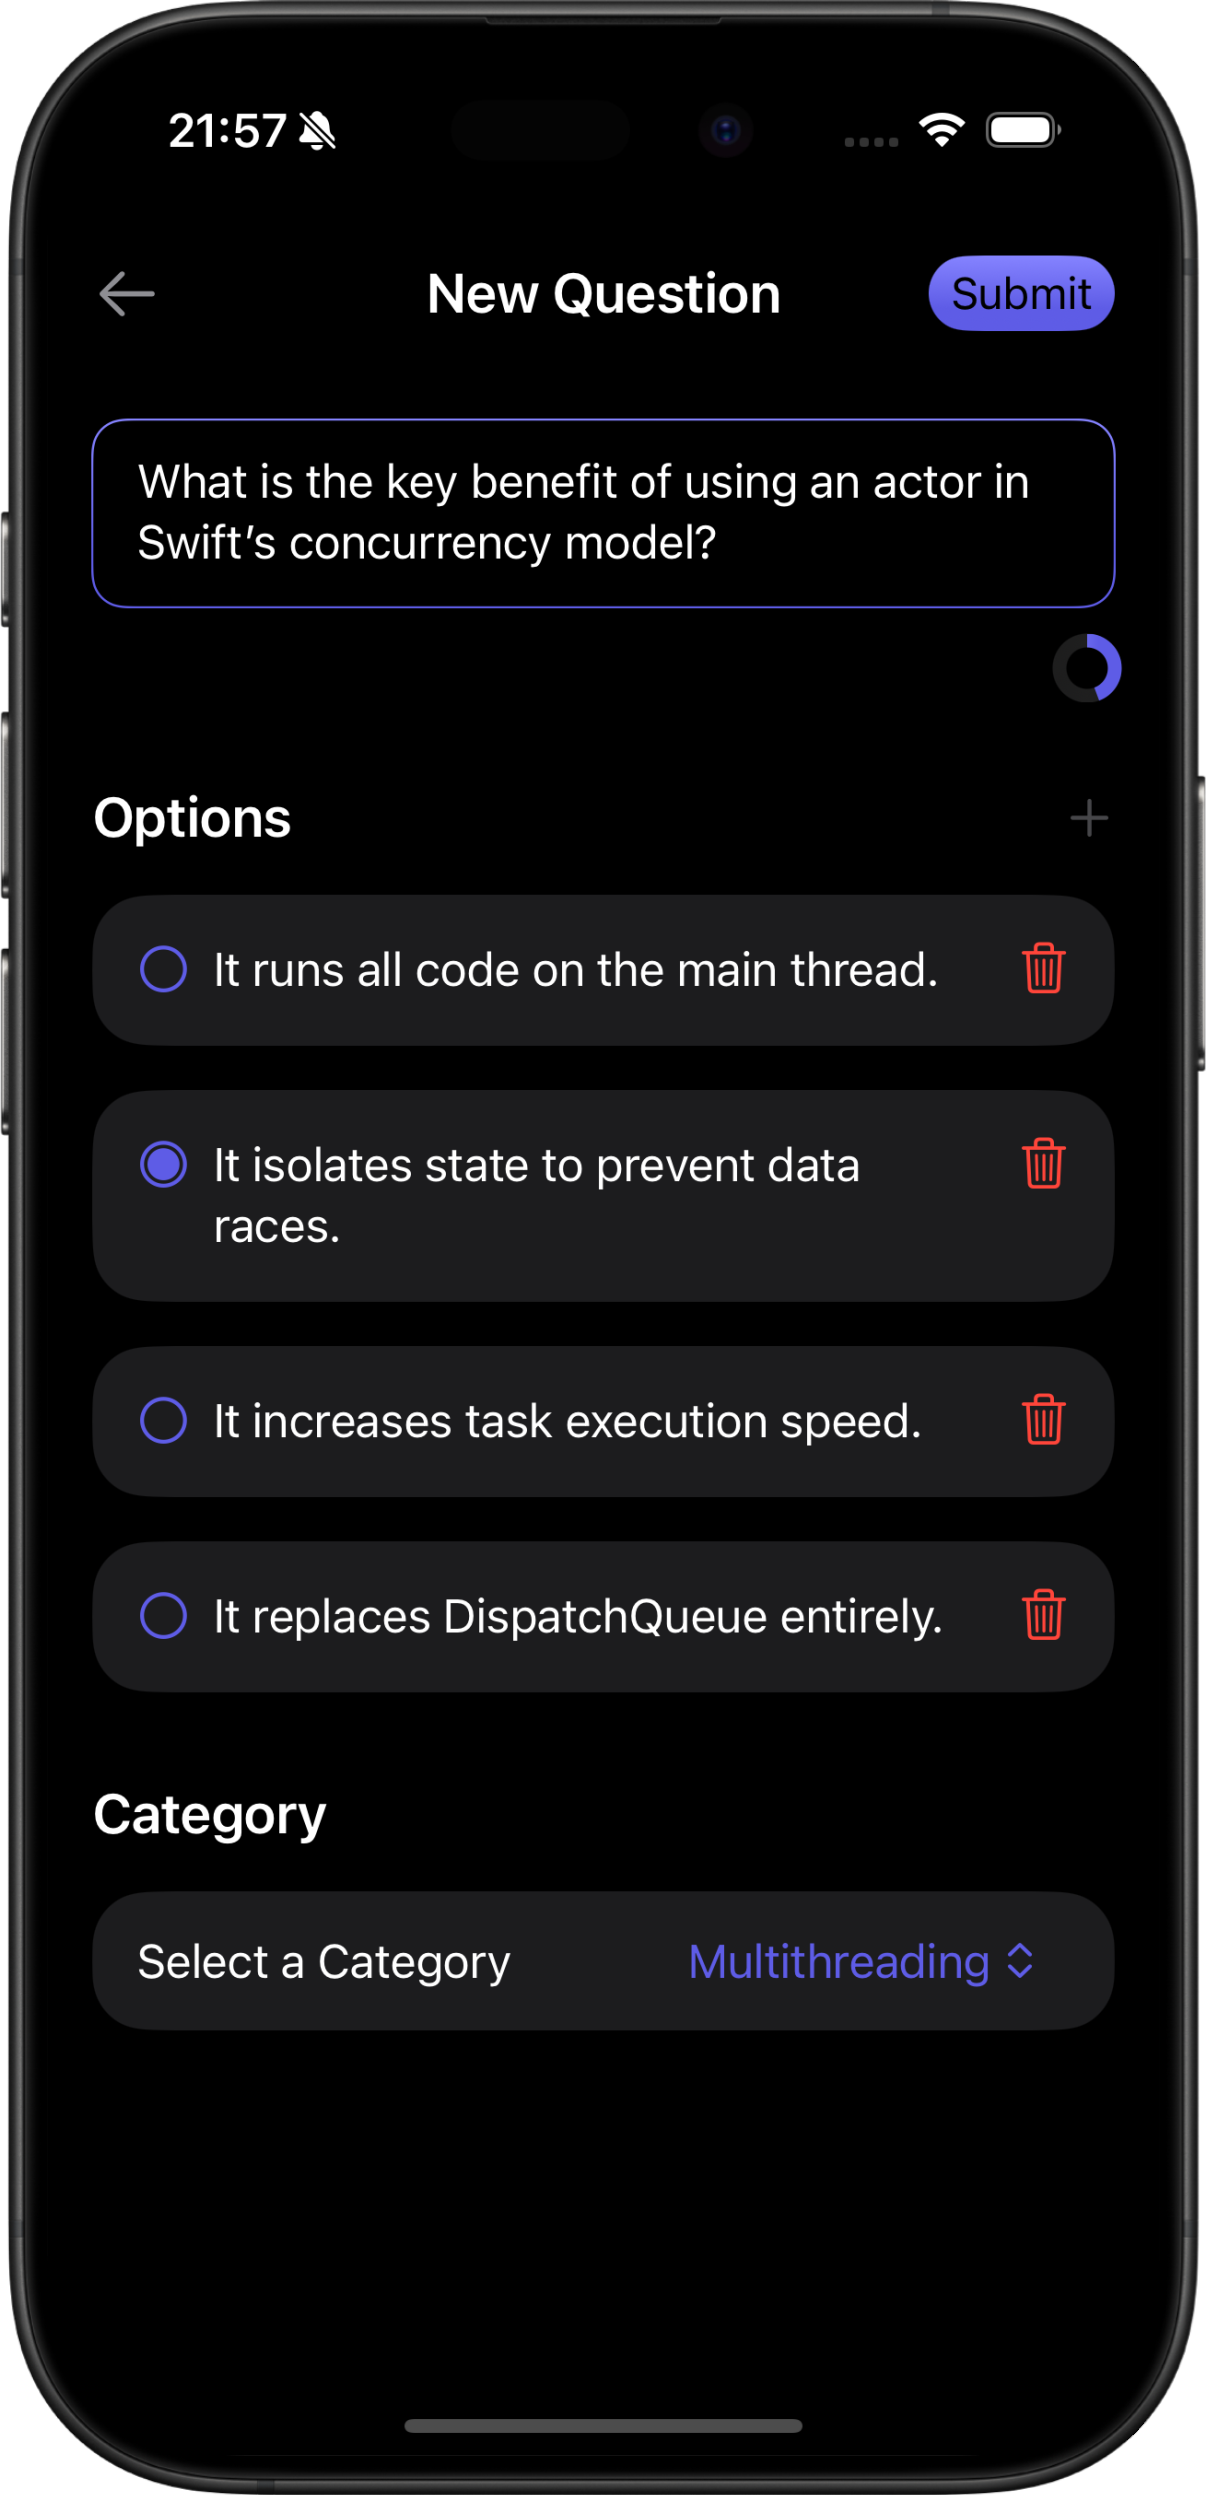 21:57
New Question
Submit
What is the key benefit of using an actor in
Swift’s concurrency model?
Options
It runs all code on the main thread.
It isolates state to prevent data
races.
It increases task execution speed.
It replaces DispatchQueue entirely.
Category
Select a Category
Multithreading